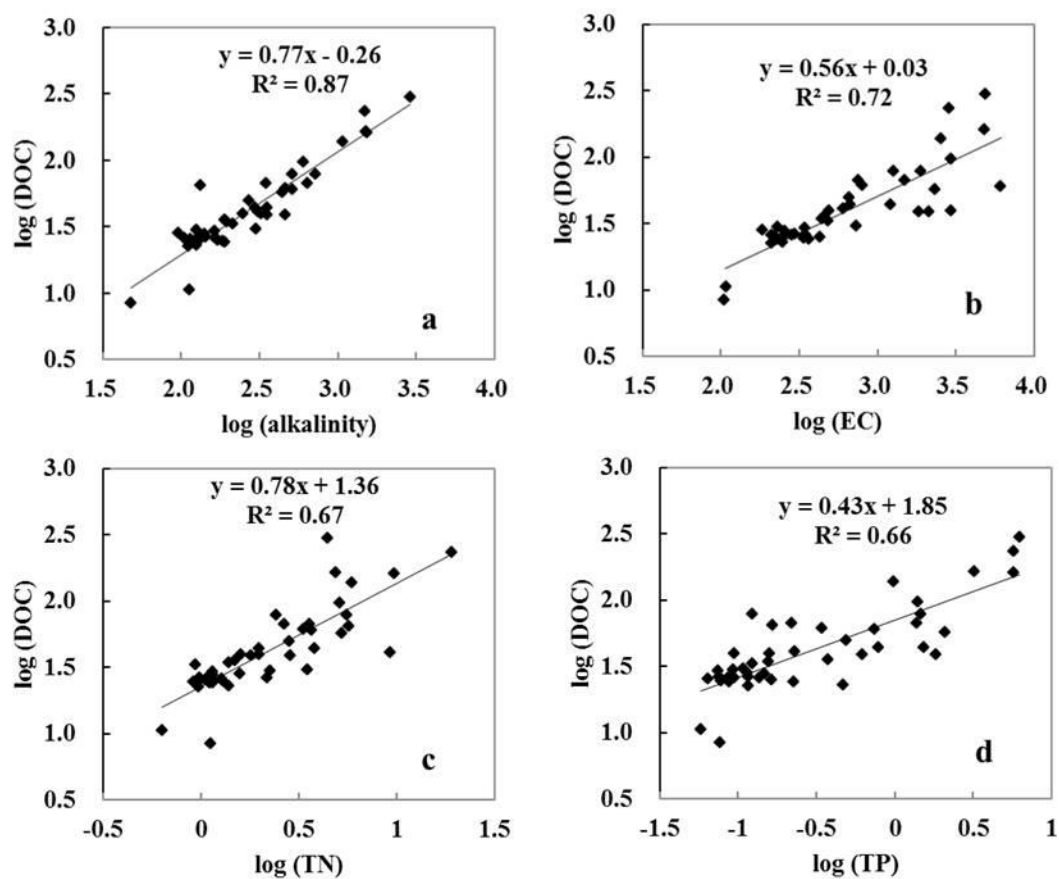 3.0
y = 0.77x - 0.26
R² = 0.87
2.5
2.0
1.5
1.0
0.5
log (DOC)
a
1.5 2.0 2.5 3.0 3.5 4.0
log (alkalinity)
3.0
y = 0.56x + 0.03
R² = 0.72
2.5
2.0
1.5
1.0
0.5
log (DOC)
b
1.5 2.0 2.5 3.0 3.5 4.0
log (EC)
3.0
y = 0.78x + 1.36
R² = 0.67
2.5
2.0
1.5
1.0
0.5
log (DOC)
c
-0.5 0 0.5 1 1.5
log (TN)
3.0
y = 0.43x + 1.85
R² = 0.66
2.5
2.0
1.5
1.0
0.5
log (DOC)
d
-1.5 -1 -0.5 0 0.5 1
log (TP)